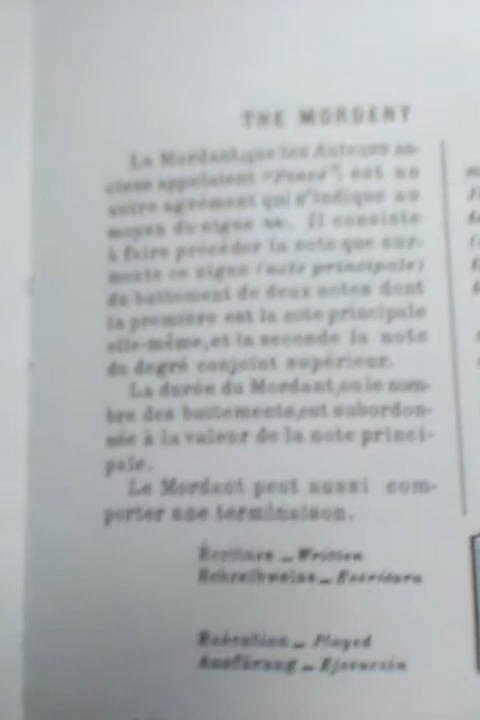 THE MORDENT
Le Mordant, que les Auteurs an-
ciens appelaient "Pincé", est un
autre agrément qui s'indique au
moyen du signe. Il consiste
à faire précéder la note que sur-
monte ce signe (note principale)
du battement de deux notes dont
la première est la note principale
elle-même, et la seconde la note
du degré conjoint supérieur.
La durée du Mordant, ou le nom-
bre des battements, est subordon-
née à la valeur de la note princi-
pale.
Le Mordant peut aussi com-
porter une terminaison.
Écriture _ Written
Schreibweise _ Escritura
Exécution _ Played
Ausführung _ Ejecución